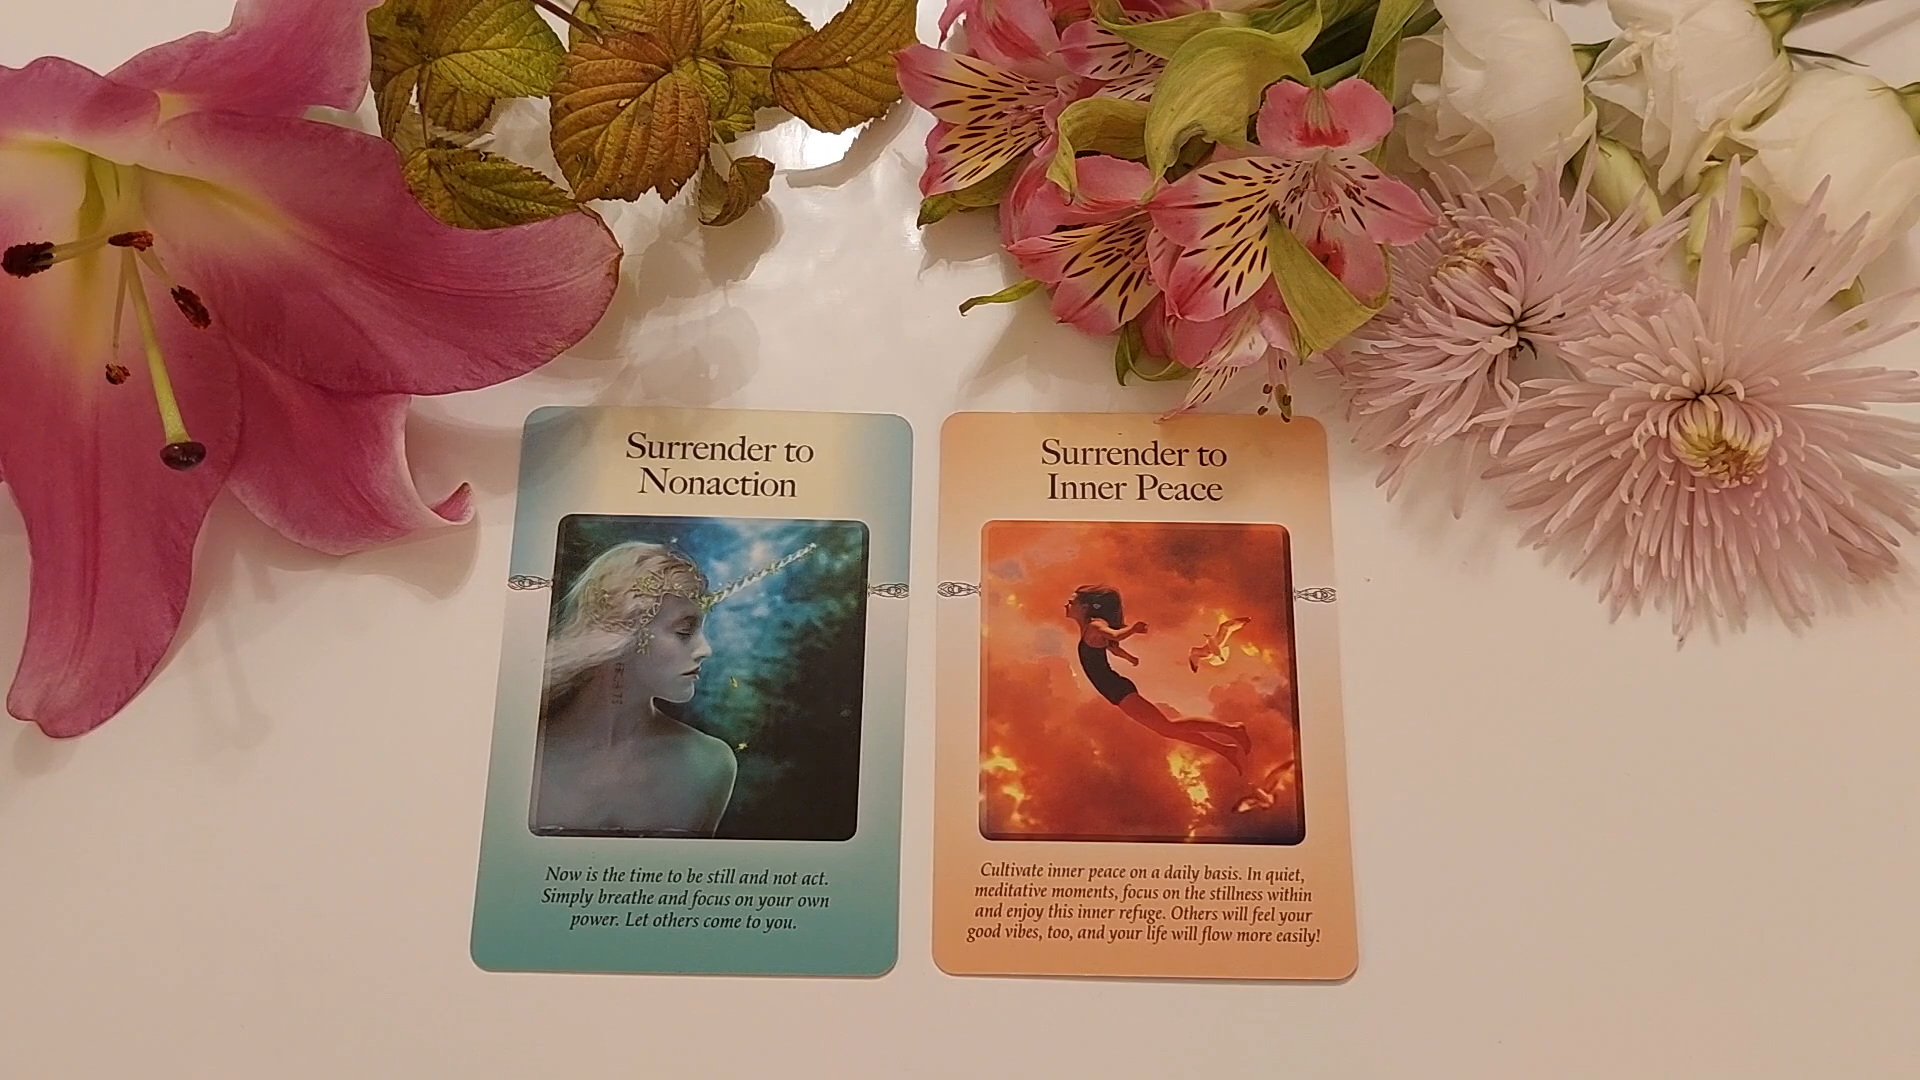 Surrender to
Nonaction
Now is the time to be still and not act.
Simply breathe and focus on your own
power. Let others come to you.
Surrender to
Inner Peace
Cultivate inner peace on a daily basis. In quiet,
meditative moments, focus on the stillness within
and enjoy this inner refuge. Others will feel your
good vibes, too, and your life will flow more easily!